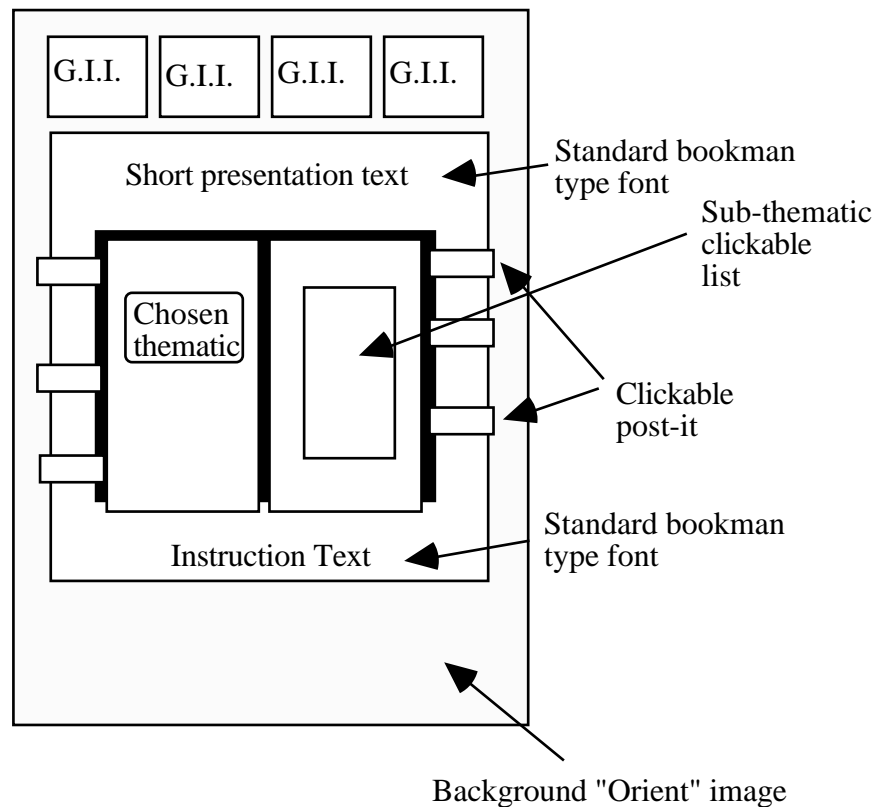 G.I.I. G.I.I. G.I.I. G.I.I.
Short presentation text
Standard bookman
type font
Sub-thematic
clickable
list
Chosen
thematic
Clickable
post-it
Standard bookman
type font
Instruction Text
Background "Orient" image